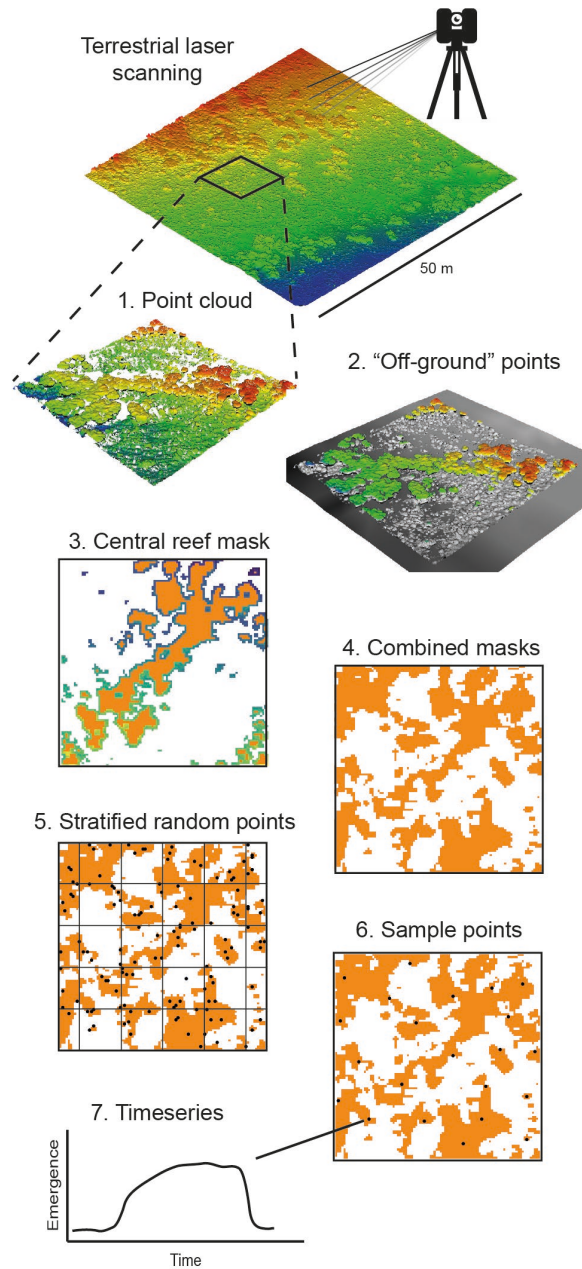 Terrestrial laser
scanning
50 m
1. Point cloud
2. “Off-ground” points
3. Central reef mask
4. Combined masks
5. Stratified random points
6. Sample points
7. Timeseries
Emergence
Time